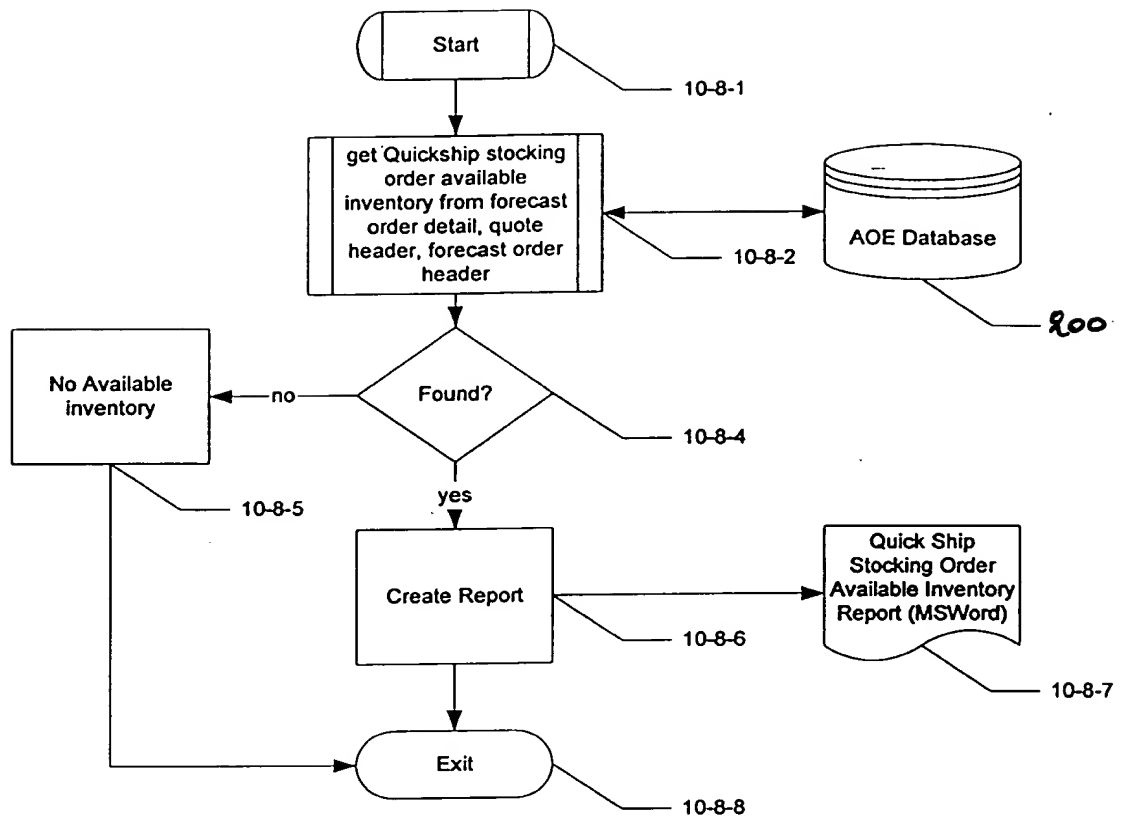 Start
10-8-1
get Quickship stocking
order available
inventory from forecast
order detail, quote
header, forecast order
header
10-8-2
AOE Database
200
No Available
inventory
no
Found?
10-8-4
10-8-5
yes
Create Report
10-8-6
Quick Ship
Stocking Order
Available Inventory
Report (MSWord)
10-8-7
Exit
10-8-8